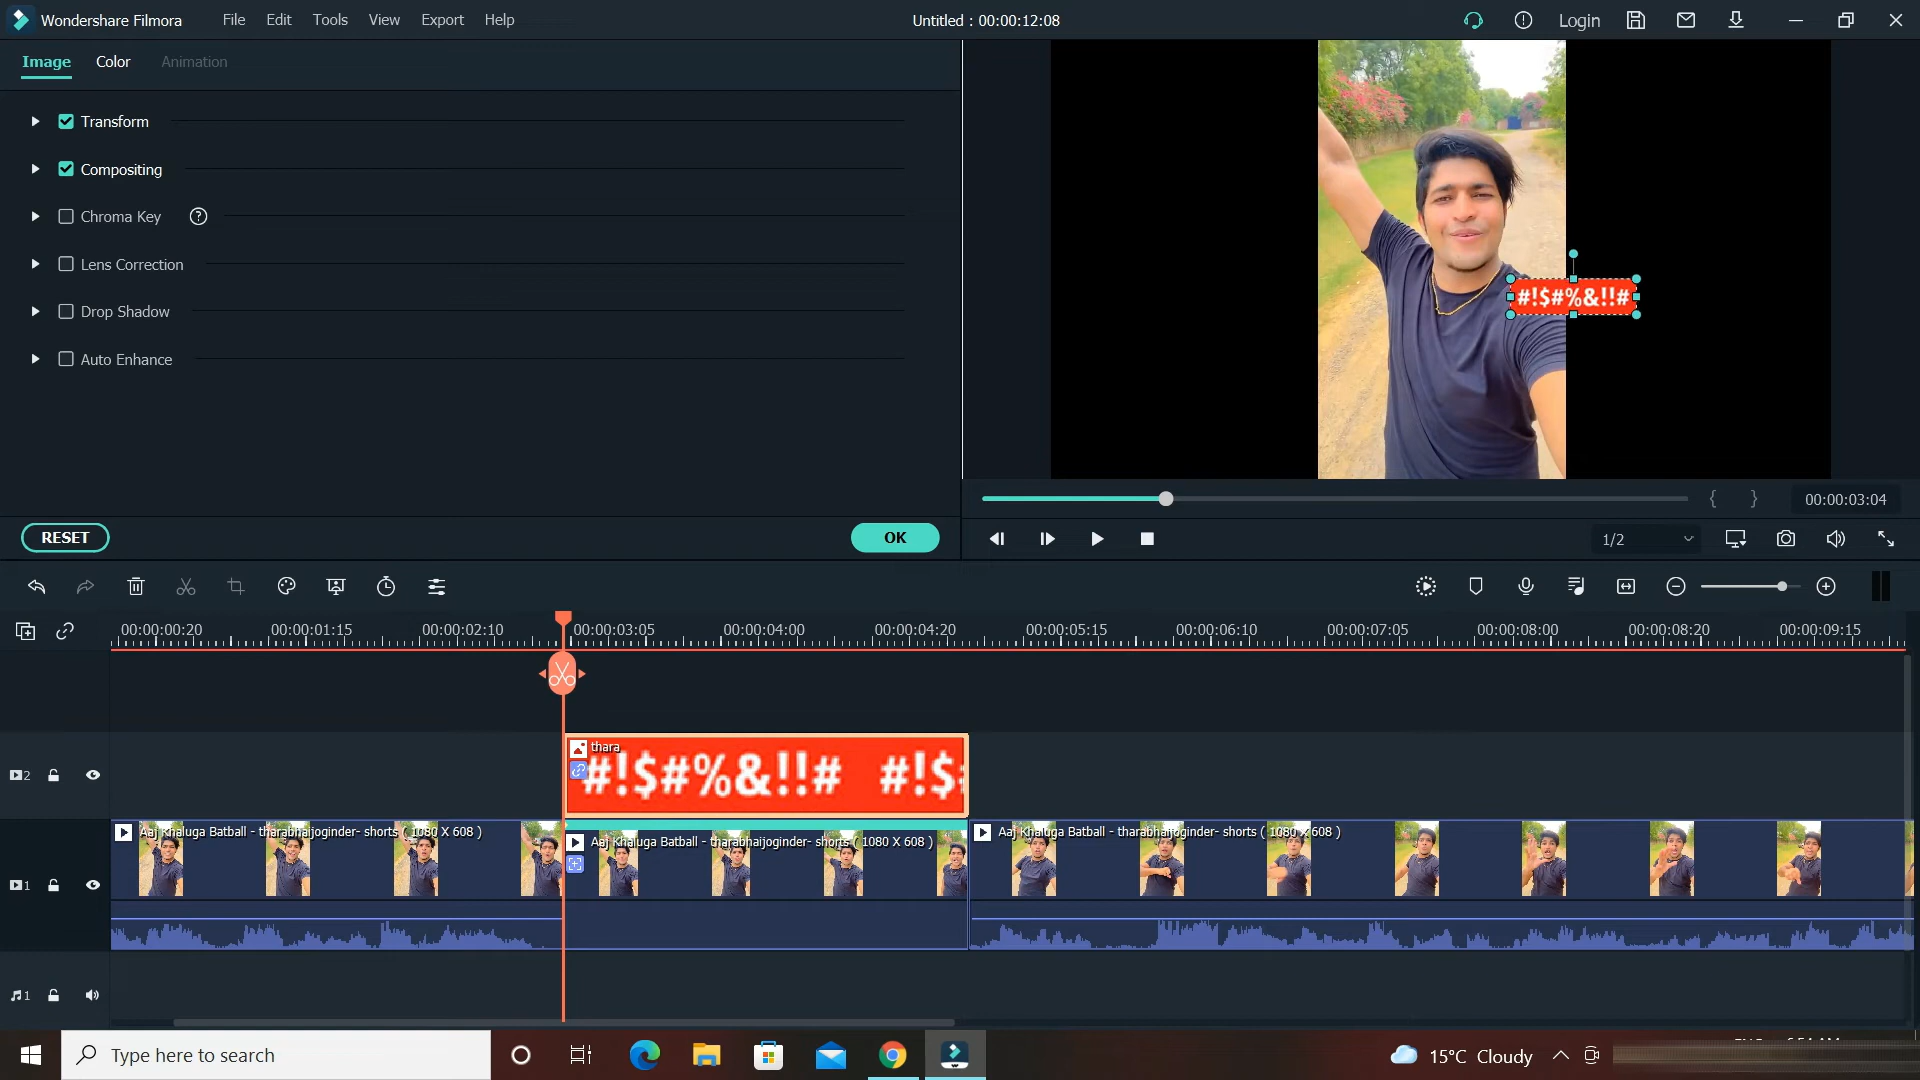 Wondershare Filmora File Edit Tools View Export Help Untitled : 00:00:12:08 Login
Image Color Animation
Transform
Compositing
Chroma Key ?
Lens Correction
Drop Shadow
Auto Enhance
#!$#%&!!#
RESET OK
{ } 00:00:03:04
1/2
00:00:00:20 00:00:01:15 00:00:02:10 00:00:03:05 00:00:04:00 00:00:04:20 00:00:05:15 00:00:06:10 00:00:07:05 00:00:08:00 00:00:08:20 00:00:09:15
thara
#!$#%&!!# #!$
2
Aaj Khaluga Batball - tharabhaijoginder- shorts ( 1080 X 608 )
Aaj Khaluga Batball - tharabhaijoginder- shorts ( 1080 X 608 )
Aaj Khaluga Batball - tharabhaijoginder- shorts ( 1080 X 608 )
1
1
Type here to search
15°C Cloudy